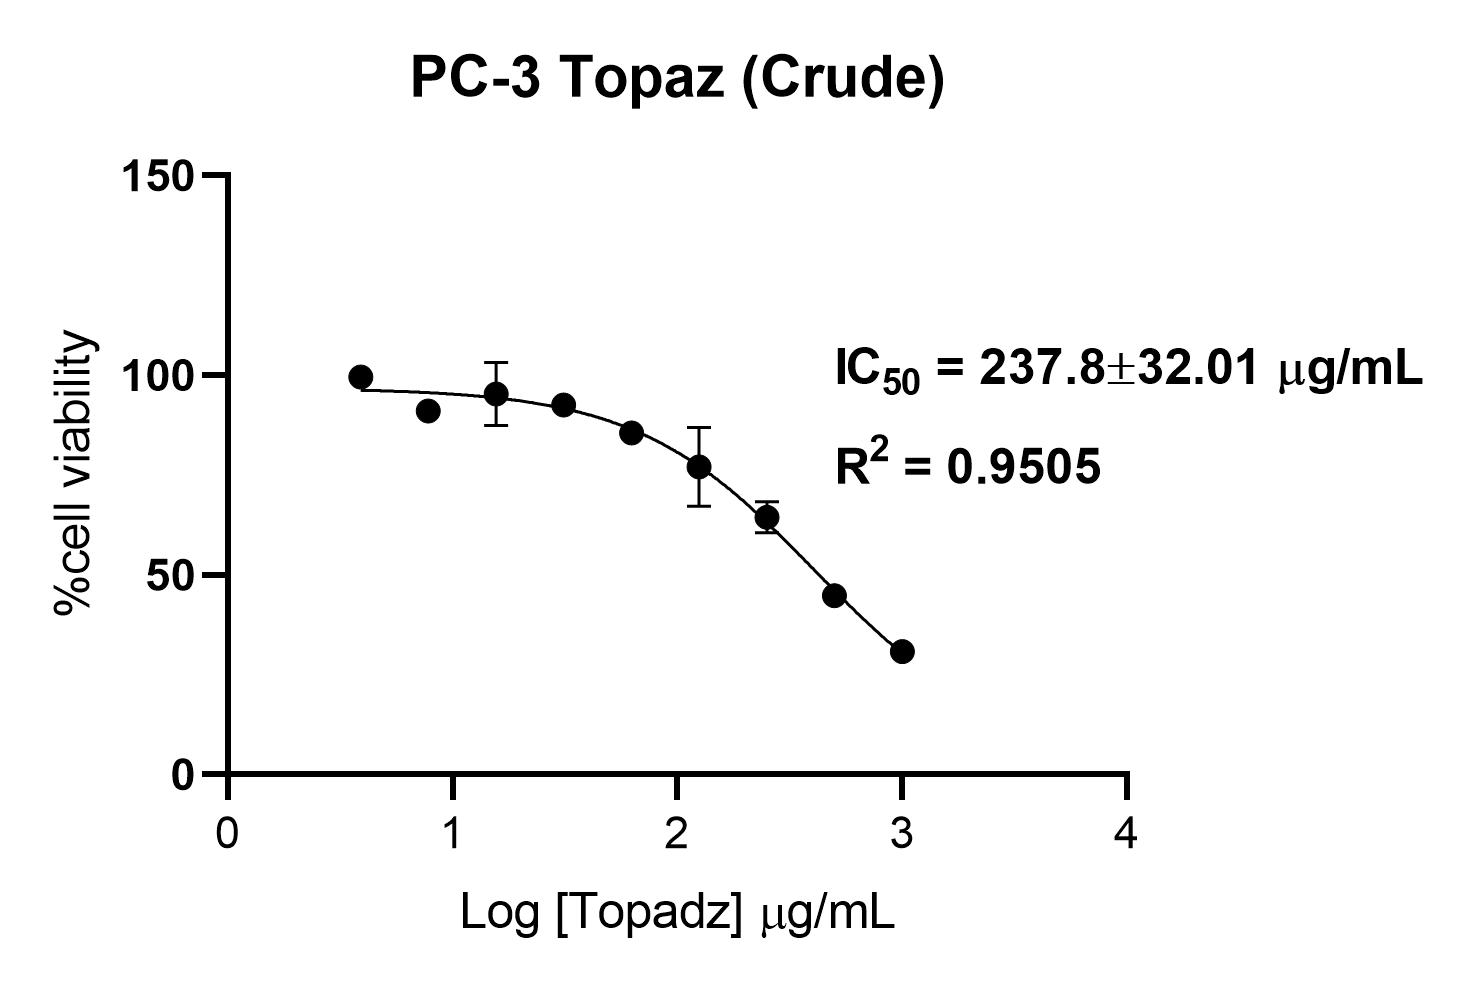 PC-3 Topaz (Crude)
150
100
50
0
%cell viability
IC50 = 237.8±32.01 µg/mL
R2 = 0.9505
0 1 2 3 4
Log [Topadz] µg/mL